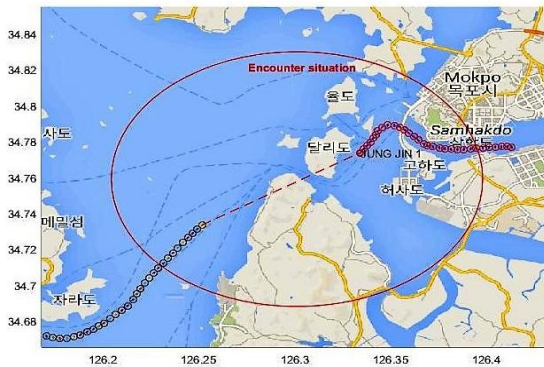 34.84
34.82
34.8
34.78
34.76
34.74
34.72
34.7
34.68
Encounter situation
Mokpo
목포시
율도
Samhakdo
삼학도
사도
달리도
JUNG JIN 1
고하도
허사도
메밀섬
자라도
126.2
126.25
126.3
126.35
126.4